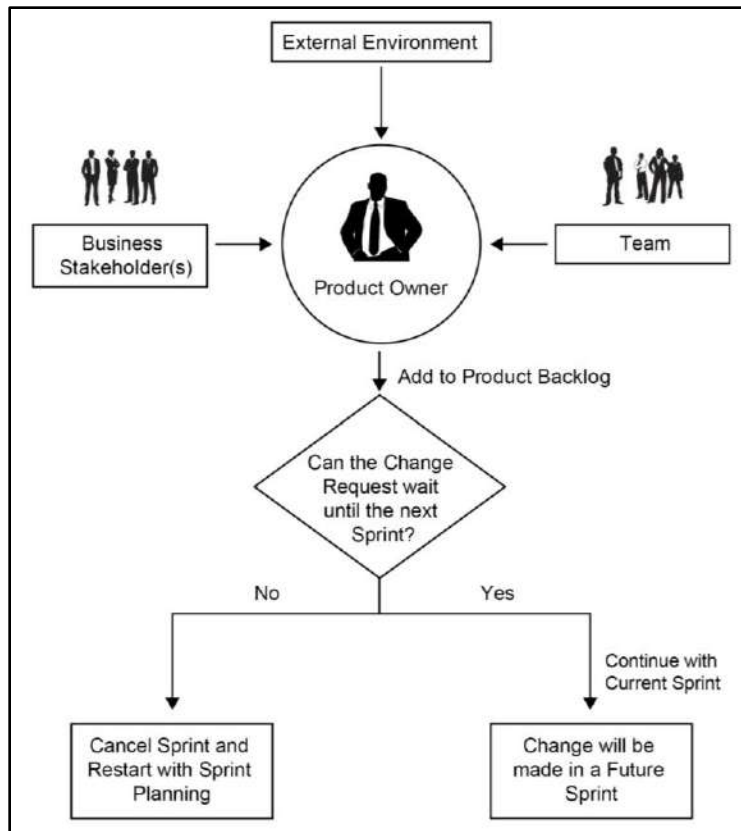 External Environment
Business
Stakeholder(s)
Product Owner
Team
Add to Product Backlog
Can the Change
Request wait
until the next
Sprint?
No
Yes
Continue with
Current Sprint
Cancel Sprint and
Restart with Sprint
Planning
Change will be
made in a Future
Sprint